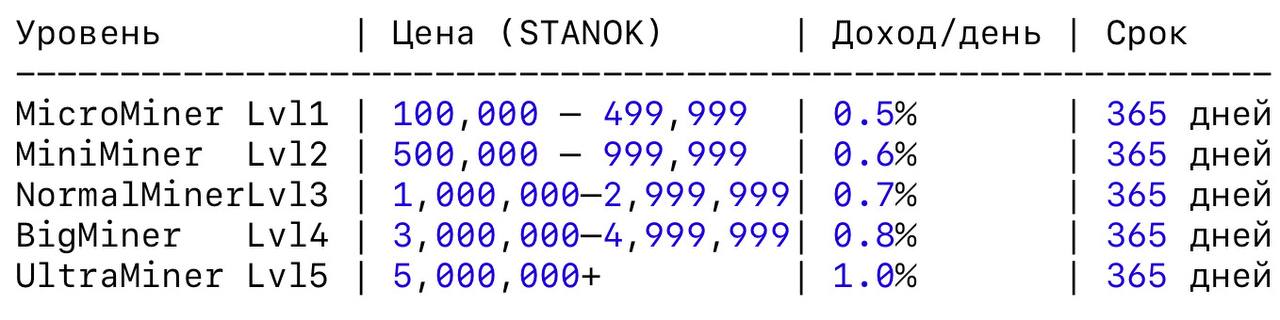 Уровень | Цена (STANOK) | Доход/день | Срок
————————————————————————————————————————————————————————————
MicroMiner Lvl1 | 100,000 – 499,999 | 0.5% | 365 дней
MiniMiner Lvl2 | 500,000 – 999,999 | 0.6% | 365 дней
NormalMinerLvl3 | 1,000,000–2,999,999| 0.7% | 365 дней
BigMiner Lvl4 | 3,000,000–4,999,999| 0.8% | 365 дней
UltraMiner Lvl5 | 5,000,000+ | 1.0% | 365 дней